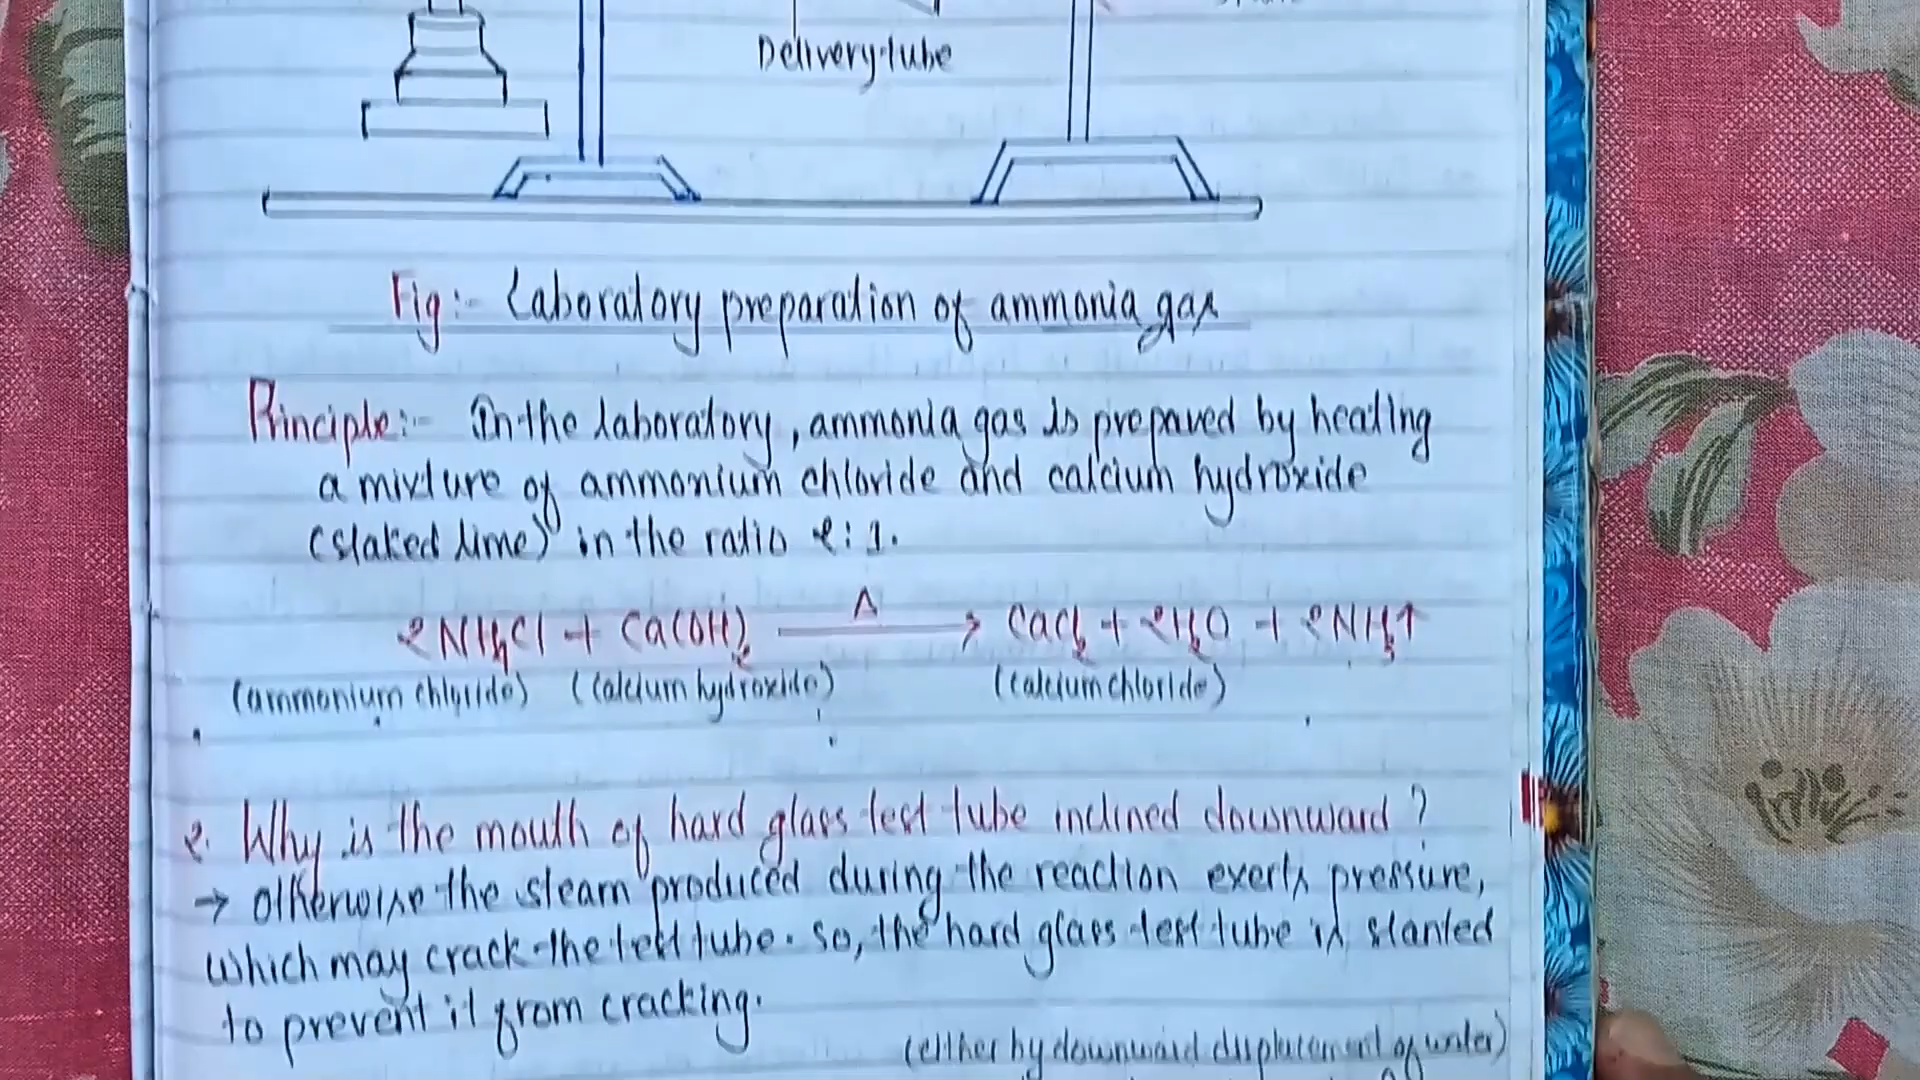 Delivery-tube
Fig:- Laboratory preparation of ammonia gas
Principle:- In the laboratory, ammonia gas is prepared by heating
a mixture of ammonium chloride and calcium hydroxide
(slaked lime) in the ratio 2:1.
2NH₄Cl + Ca(OH)₂ —Δ→ CaCl₂ + 2H₂O + 2NH₃↑
(ammonium chloride) (calcium hydroxide) (calcium chloride)
2. Why is the mouth of hard glass test tube inclined downward?
→ Otherwise the steam produced during the reaction exerts pressure,
which may crack the test tube. So, the hard glass test tube is slanted
to prevent it from cracking.
(either by downward displacement of water)